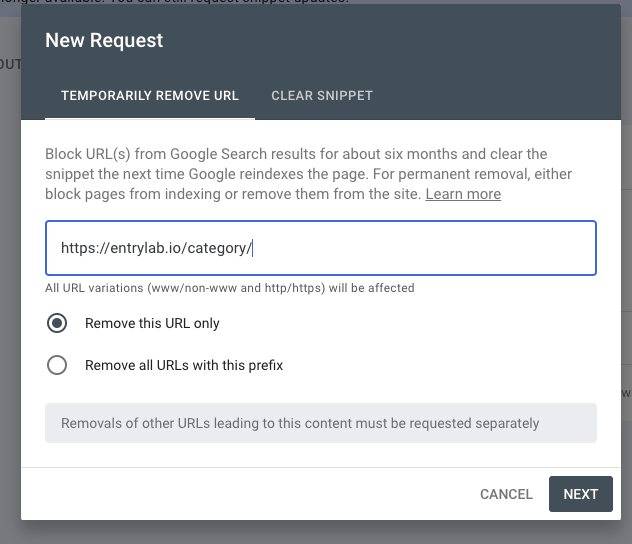 longer available. You can still request snippet updates.
OUT
New Request
TEMPORARILY REMOVE URL
CLEAR SNIPPET
Block URL(s) from Google Search results for about six months and clear the
snippet the next time Google reindexes the page. For permanent removal, either
block pages from indexing or remove them from the site. Learn more
https://entrylab.io/category/
All URL variations (www/non-www and http/https) will be affected
Remove this URL only
Remove all URLs with this prefix
Removals of other URLs leading to this content must be requested separately
CANCEL
NEXT